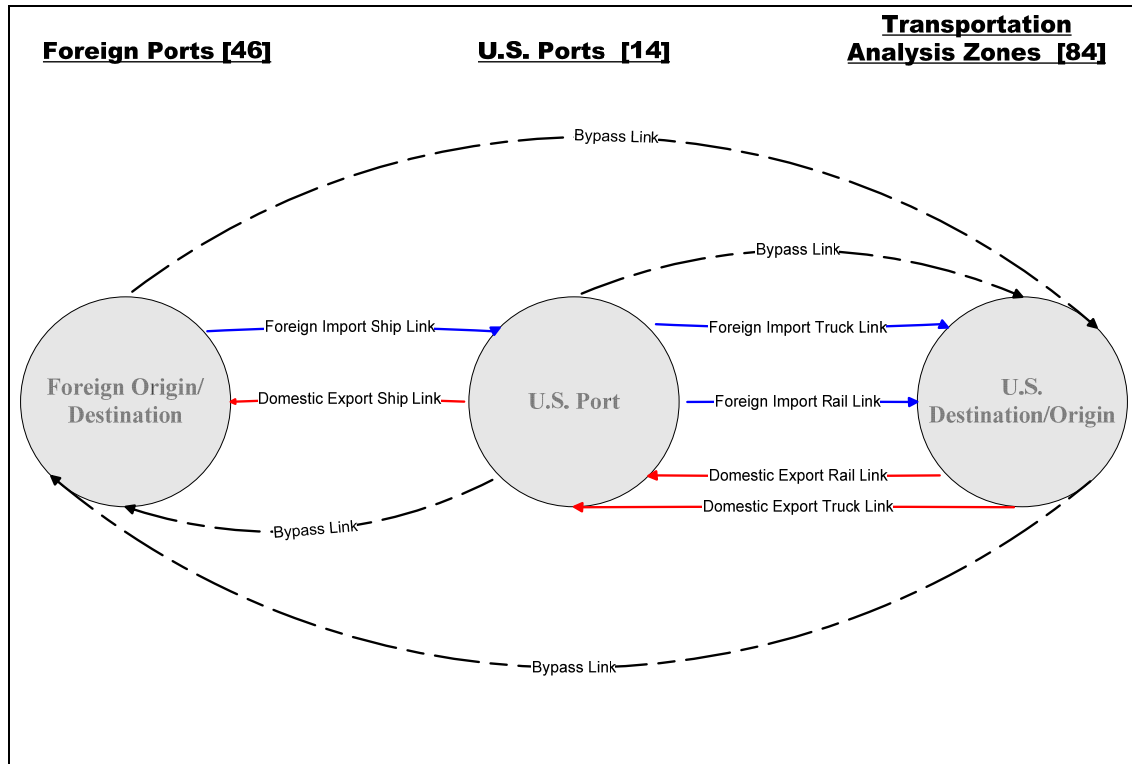 Foreign Ports [46]
U.S. Ports  [14]
Transportation
Analysis Zones  [84]
Bypass Link
Bypass Link
Foreign Import Ship Link
Foreign Import Truck Link
Foreign Origin/
Destination
Domestic Export Ship Link
U.S. Port
Foreign Import Rail Link
U.S.
Destination/Origin
Domestic Export Rail Link
Domestic Export Truck Link
Bypass Link
Bypass Link